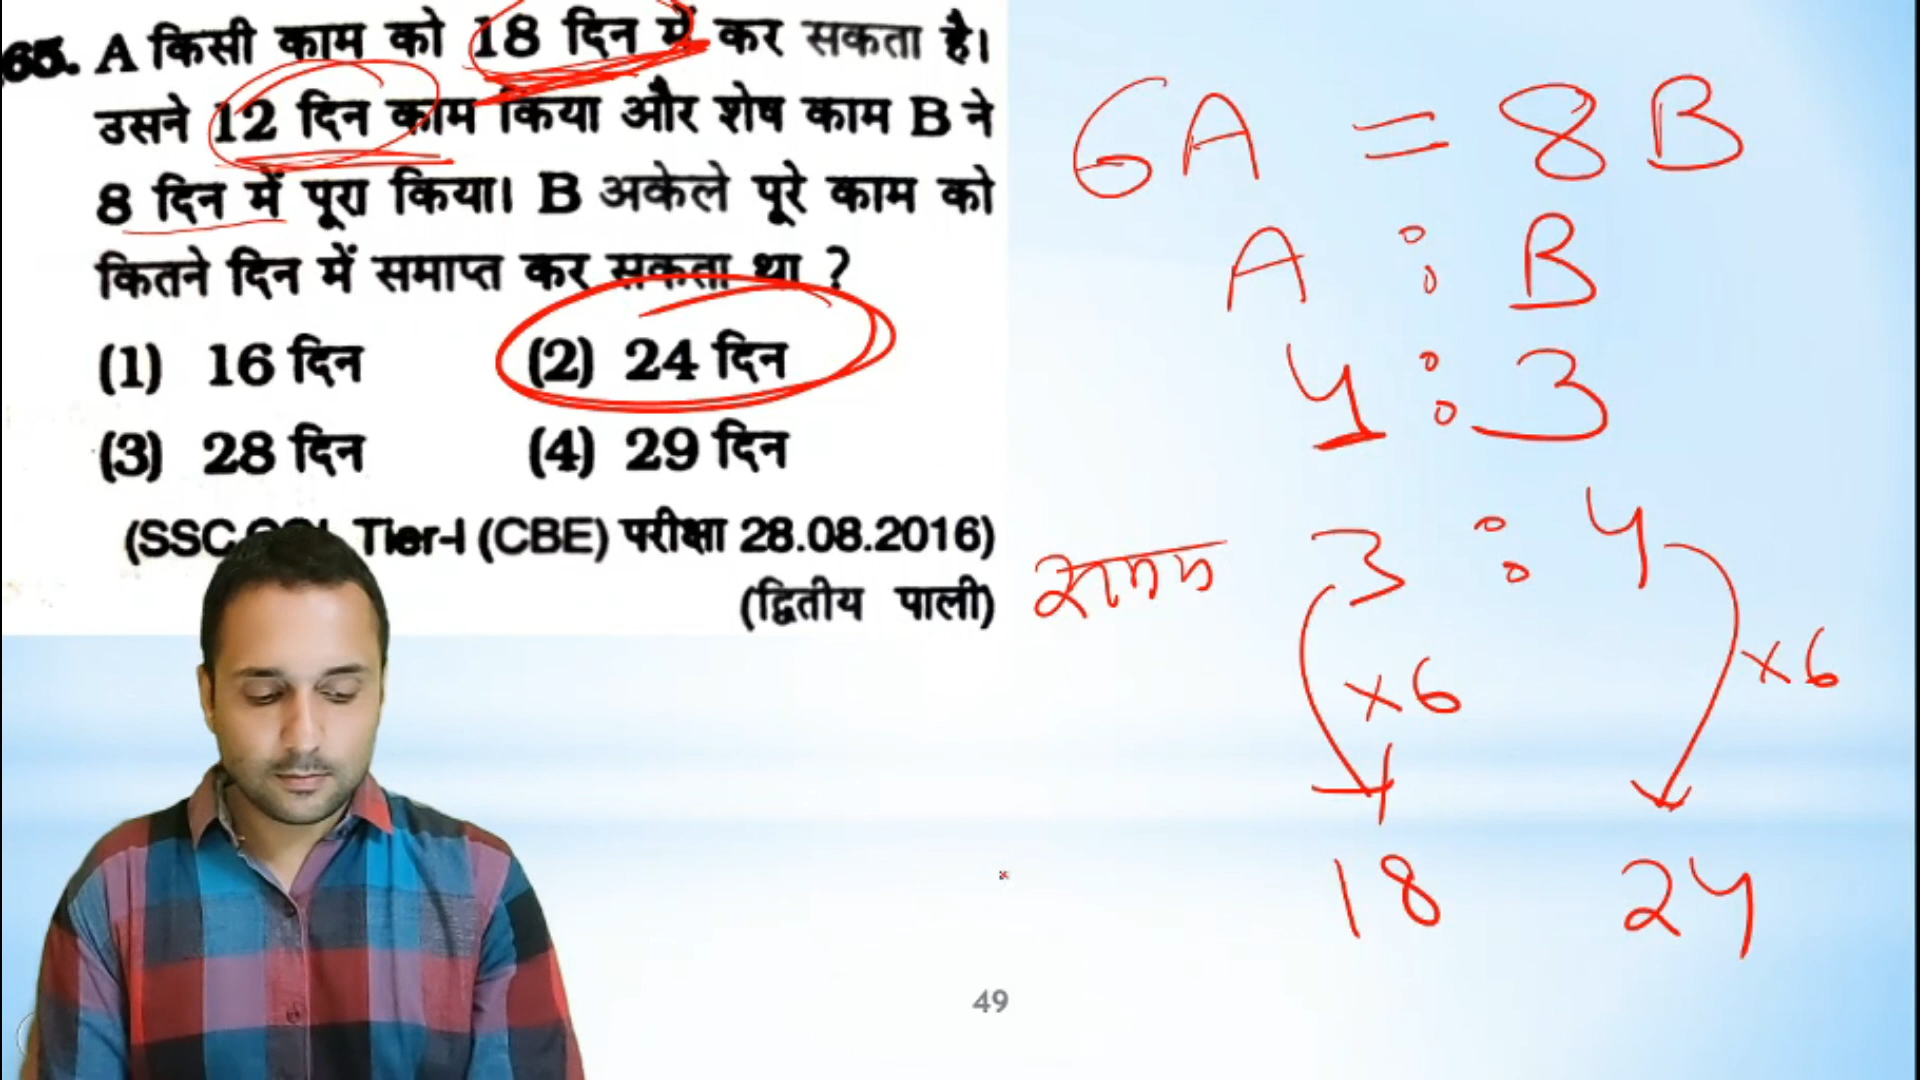 65. A किसी काम को 18 दिन में कर सकता है।
उसने 12 दिन काम किया और शेष काम B ने
8 दिन में पूरा किया। B अकेले पूरे काम को
कितने दिन में समाप्त कर सकता था ?
(1) 16 दिन (2) 24 दिन
(3) 28 दिन (4) 29 दिन
(SSC Tier-I (CBE) परीक्षा 28.08.2016)
(द्वितीय पाली)
6A = 8B
A : B
4 : 3
समय 3 : 4
×6 ×6
18 24
49